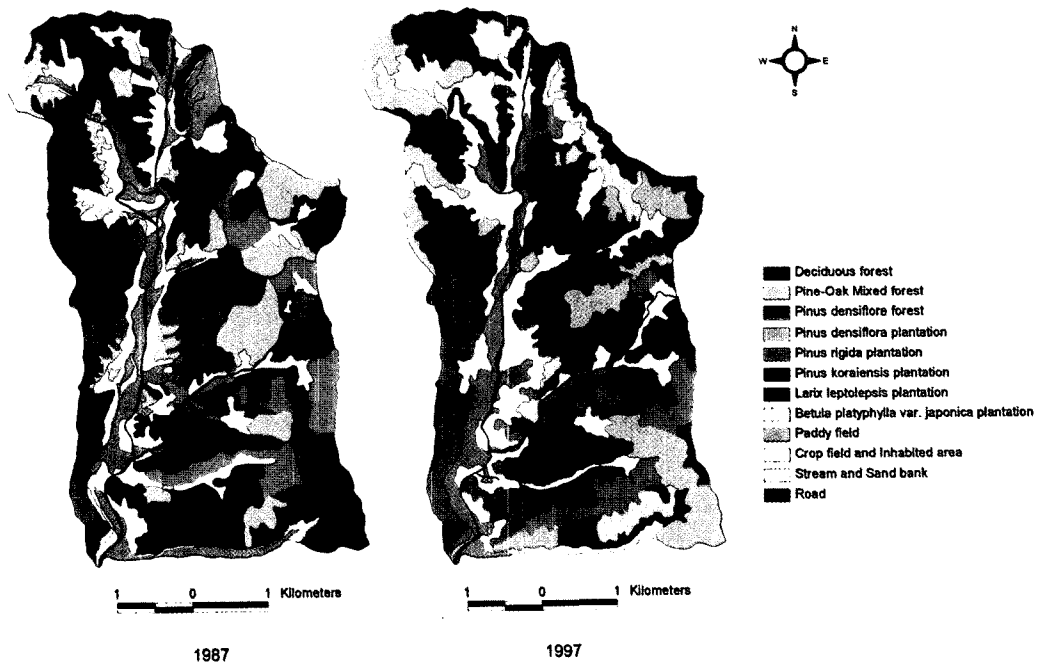 N
W E
S
Deciduous forest
Pine-Oak Mixed forest
Pinus densiflore forest
Pinus densiflora plantation
Pinus rigida plantation
Pinus koraiensis plantation
Larix leptolepsis plantation
Betula platyphylla var. japonica plantation
Paddy field
Crop field and Inhabited area
Stream and Sand bank
Road
1 0 1 Kilometers
1 0 1 Kilometers
1987
1997